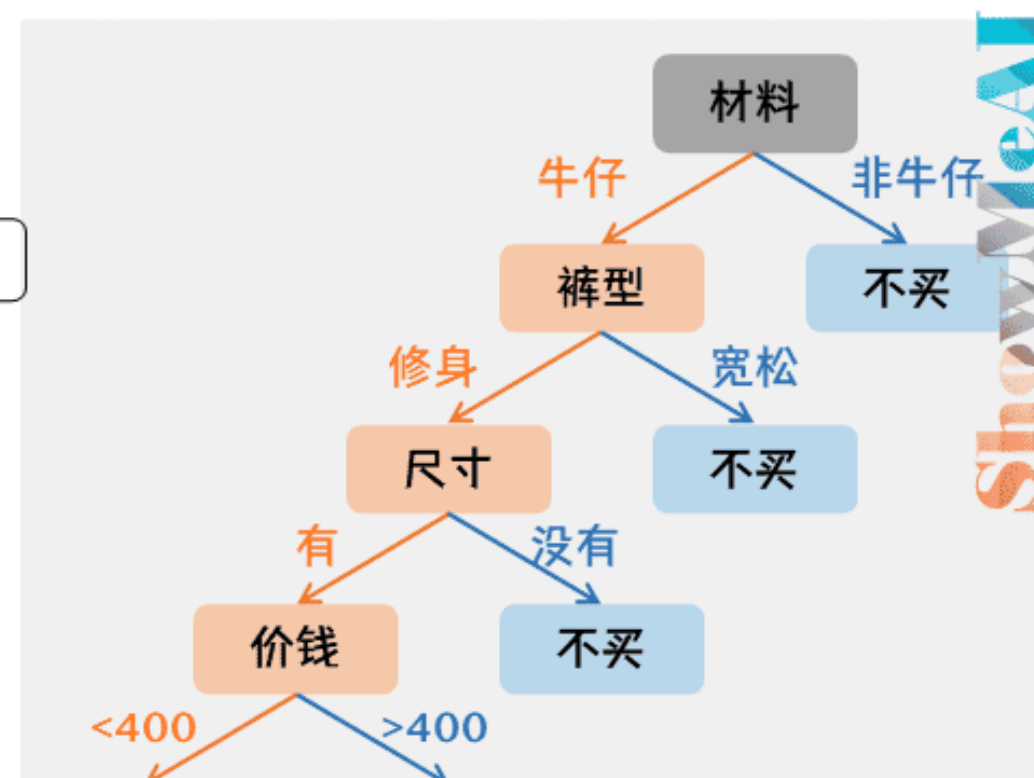 材料
牛仔
非牛仔
裤型
不买
修身
宽松
尺寸
不买
有
没有
价钱
不买
<400
>400
ShowMeAI